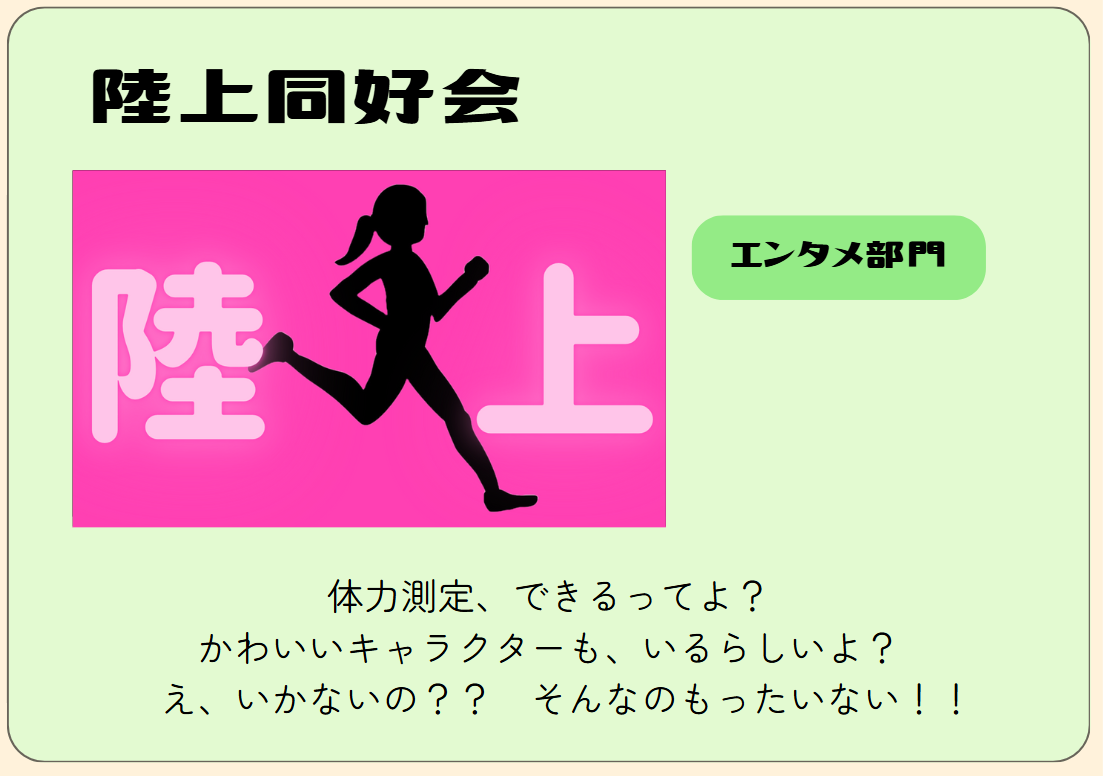 陸上同好会
陸上
エンタメ部門
体力測定、できるってよ？
かわいいキャラクターも、いるらしいよ？
え、いかないの？？　そんなのもったいない！！